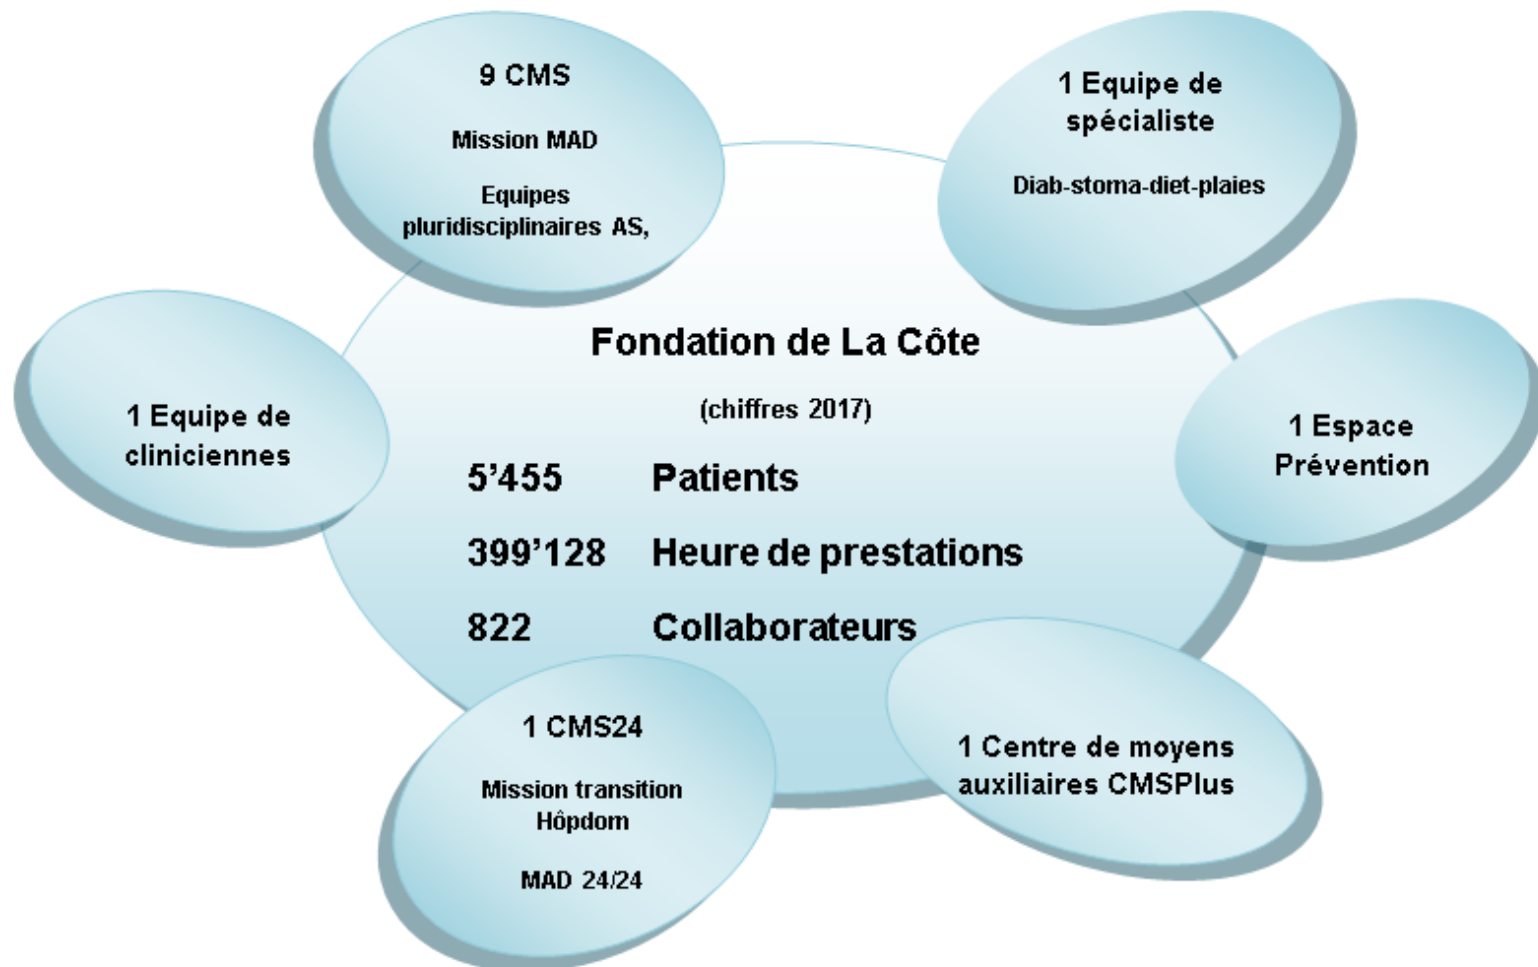 9 CMS
Mission MAD
Equipes
pluridisciplinaires AS,
1 Equipe de
spécialiste
Diab-stoma-diet-plaies
1 Equipe de
cliniciennes
Fondation de La Côte
(chiffres 2017)
5’455 Patients
399’128 Heure de prestations
822 Collaborateurs
1 Espace
Prévention
1 CMS24
Mission transition
Hôpdom
MAD 24/24
1 Centre de moyens
auxiliaires CMSPlus